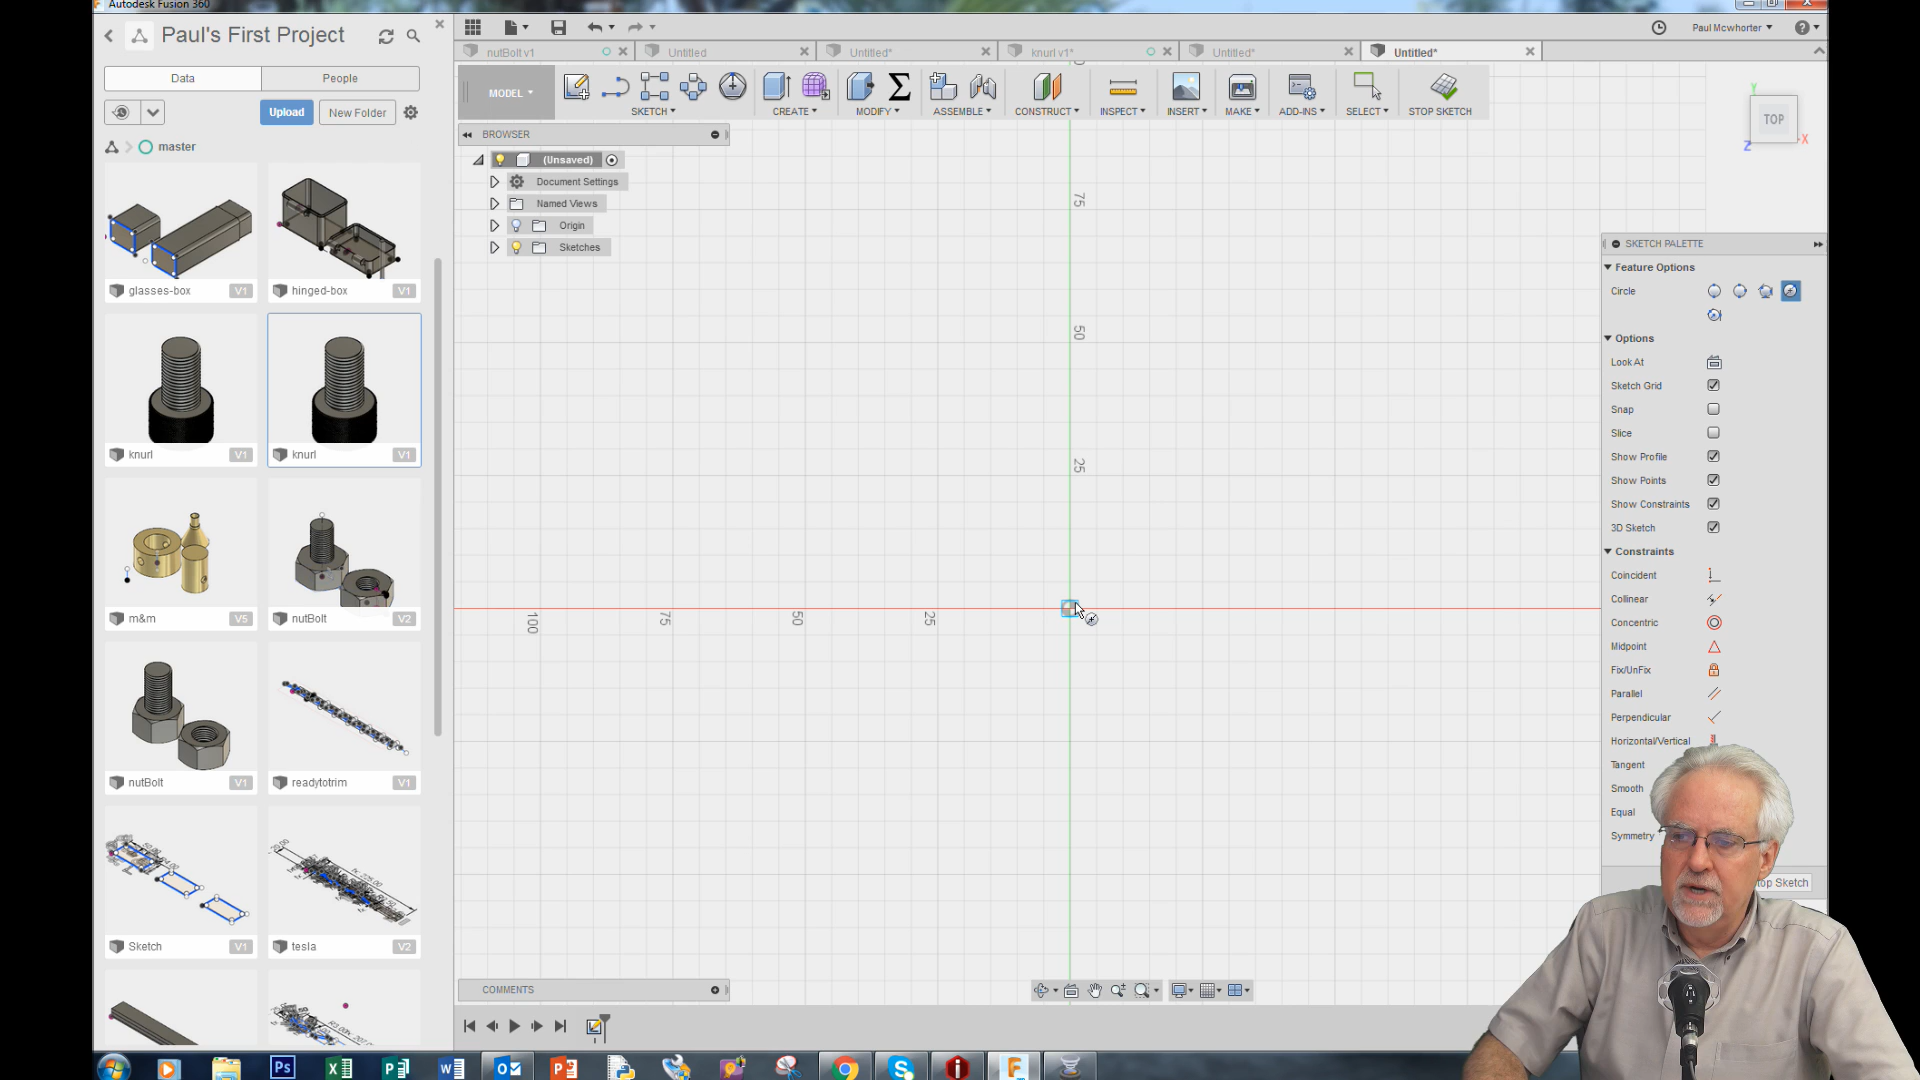 Autodesk Fusion 360
Paul's First Project
Data
People
Upload
New Folder
master
glasses-box
V1
hinged-box
V1
knurl
V1
knurl
V1
m&m
V5
nutBolt
V2
nutBolt
V1
readytotrim
V1
Sketch
V1
tesla
V2
Paul Mcwhorter
nutBolt v1
Untitled
Untitled*
knurl v1*
Untitled*
Untitled*
MODEL
SKETCH
CREATE
MODIFY
ASSEMBLE
CONSTRUCT
INSPECT
INSERT
MAKE
ADD-INS
SELECT
STOP SKETCH
BROWSER
(Unsaved)
Document Settings
Named Views
Origin
Sketches
TOP
Y
X
Z
75
50
25
100
75
50
25
SKETCH PALETTE
Feature Options
Circle
Options
Look At
Sketch Grid
Snap
Slice
Show Profile
Show Points
Show Constraints
3D Sketch
Constraints
Coincident
Collinear
Concentric
Midpoint
Fix/UnFix
Parallel
Perpendicular
Horizontal/Vertical
Tangent
Smooth
Equal
Symmetry
top Sketch
COMMENTS